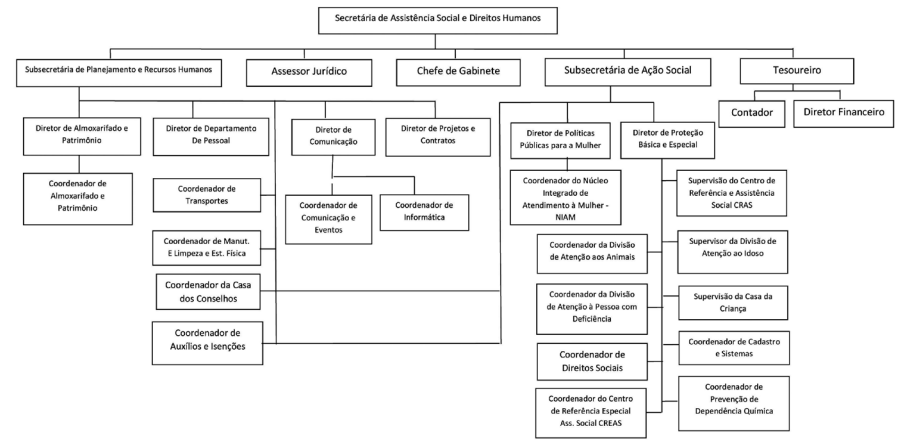 Secretária de Assistência Social e Direitos Humanos
Subsecretária de Planejamento e Recursos Humanos
Assessor Jurídico
Chefe de Gabinete
Subsecretária de Ação Social
Tesoureiro
Contador
Diretor Financeiro
Diretor de Almoxarifado e
Patrimônio
Diretor de Departamento
De Pessoal
Diretor de
Comunicação
Diretor de Projetos e
Contratos
Diretor de Políticas
Públicas para a Mulher
Diretor de Proteção
Básica e Especial
Coordenador de
Almoxarifado e
Patrimônio
Coordenador de
Transportes
Coordenador de
Comunicação e
Eventos
Coordenador de
Informática
Coordenador do Núcleo
Integrado de
Atendimento à Mulher -
NIAM
Supervisão do Centro de
Referência e Assistência
Social CRAS
Coordenador de Manut.
E Limpeza e Est. Física
Coordenador da Divisão
de Atenção aos Animais
Supervisor da Divisão de
Atenção ao Idoso
Coordenador da Casa
dos Conselhos
Coordenador da Divisão
de Atenção à Pessoa com
Deficiência
Supervisão da Casa da
Criança
Coordenador de
Auxílios e Isenções
Coordenador de
Direitos Sociais
Coordenador de Cadastro
e Sistemas
Coordenador do Centro
de Referência Especial
Ass. Social CREAS
Coordenador de
Prevenção de
Dependência Química